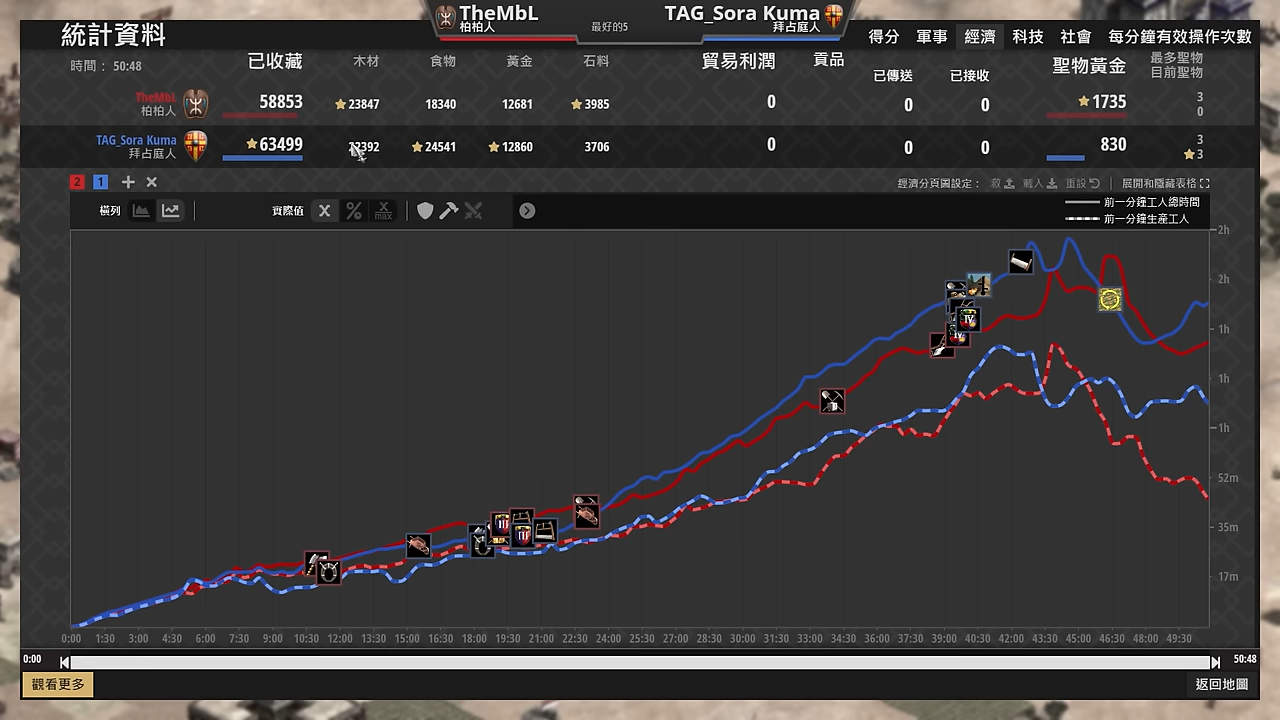 TheMbL
柏柏人
最好的5
TAG_Sora Kuma
拜占庭人
統計資料
得分 軍事 經濟 科技 社會 每分鐘有效操作次數
時間： 50:48
已收藏 木材 食物 黃金 石料 貿易利潤 貢品 已傳送 已接收 聖物黃金 最多聖物 目前聖物
TheMbL
柏柏人
58853 23847 18340 12681 3985 0 0 0 1735 3 0
TAG_Sora Kuma
拜占庭人
63499 22392 24541 12860 3706 0 0 0 830 3 3
2 1
經濟分頁圖設定： 救 載入 重設 展開和隱藏表格
橫列 實際值 X % X max
前一分鐘工人總時間
前一分鐘生產工人
2h
2h
1h
1h
1h
52m
35m
17m
0:00 1:30 3:00 4:30 6:00 7:30 9:00 10:30 12:00 13:30 15:00 16:30 18:00 19:30 21:00 22:30 24:00 25:30 27:00 28:30 30:00 31:30 33:00 34:30 36:00 37:30 39:00 40:30 42:00 43:30 45:00 46:30 48:00 49:30
0:00 50:48
觀看更多 返回地圖